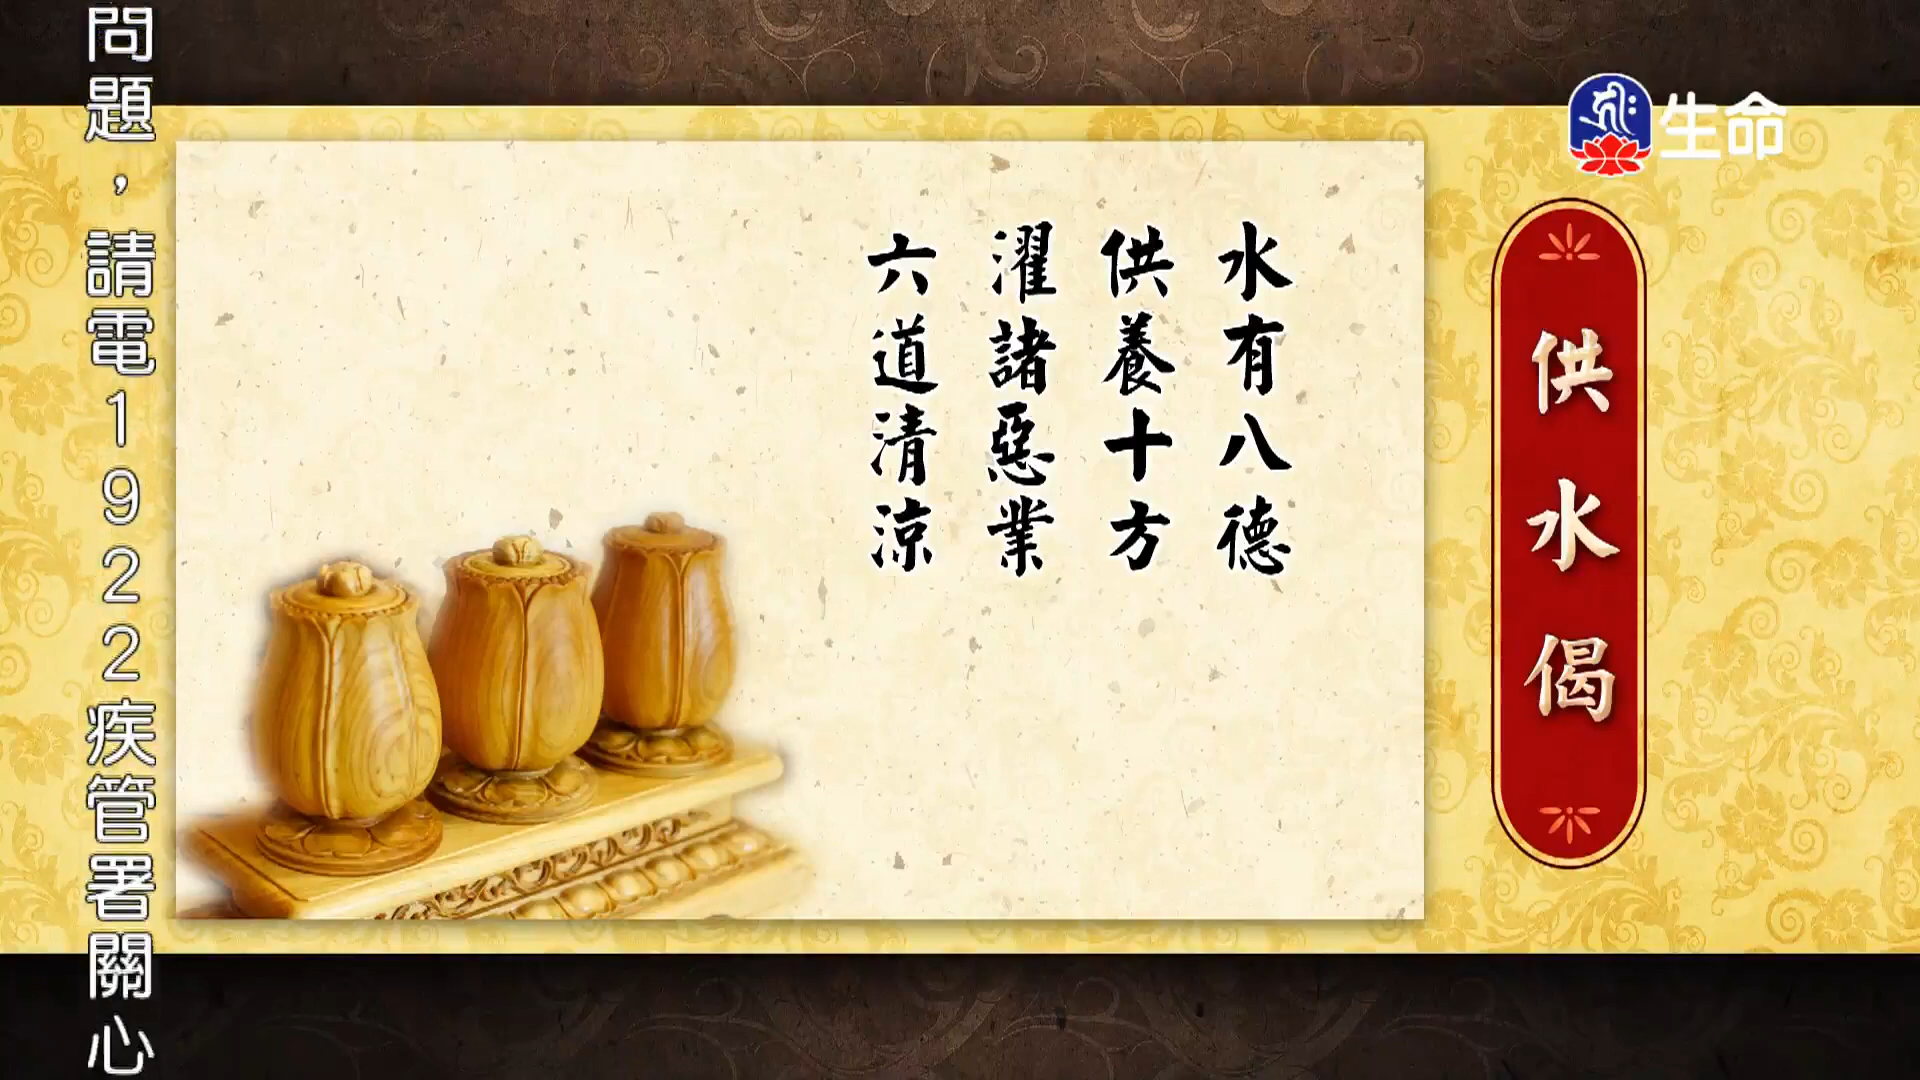 生命
供水偈
水有八德
供養十方
濯諸惡業
六道清涼
問題，請電1922疾管署關心